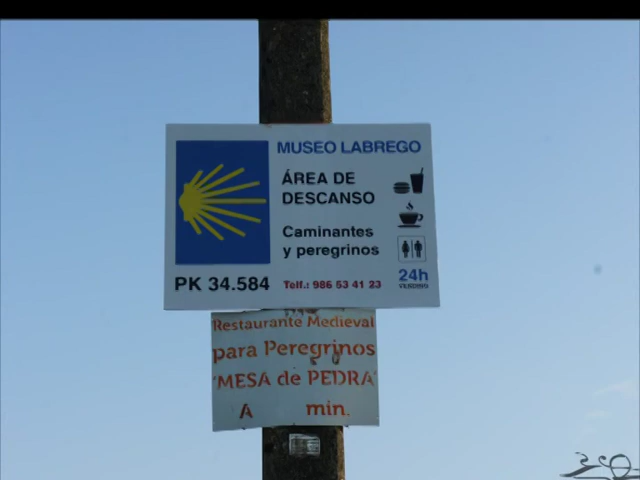 MUSEO LABREGO
ÁREA DE
DESCANSO
Caminantes
y peregrinos
24h
VENDING
PK 34.584
Telf.: 986 53 41 23
Restaurante Medieval
para Peregrinos
"MESA de PEDRA"
A min.